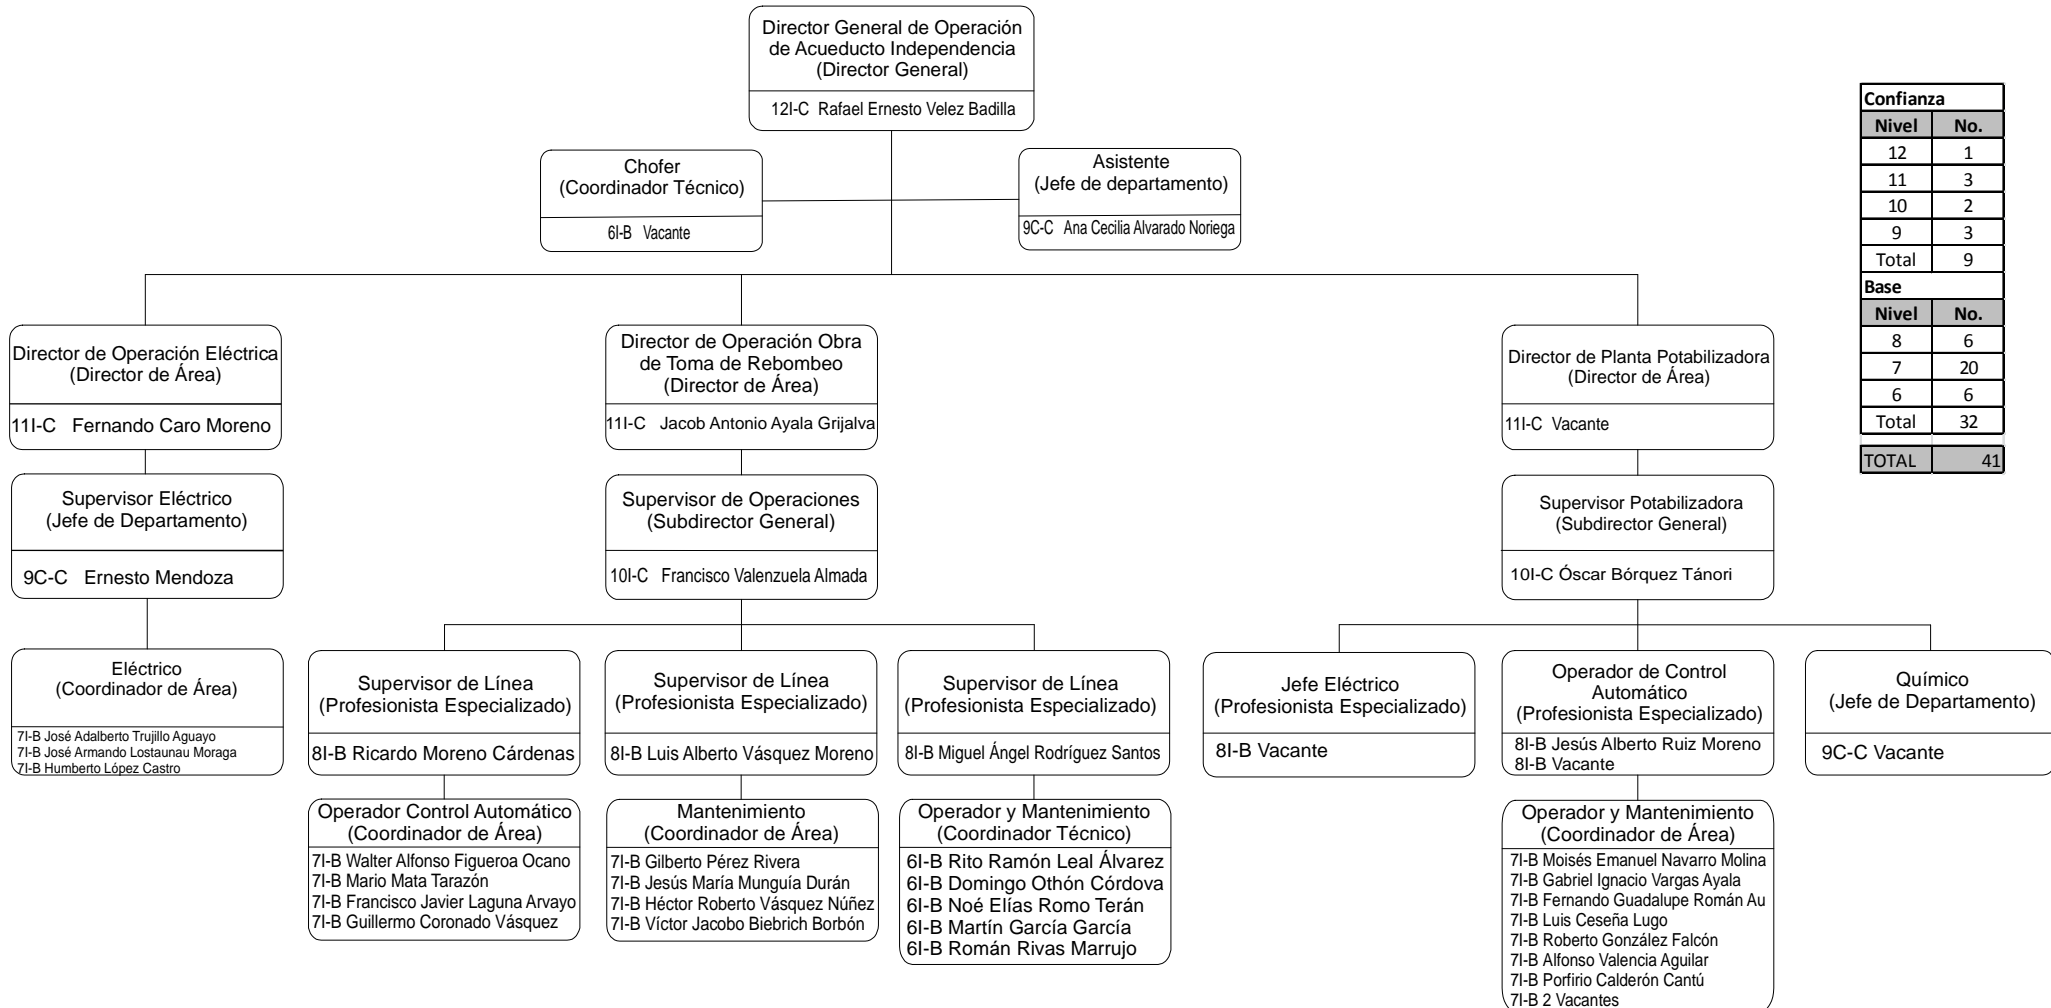 Director General de Operación
de Acueducto Independencia
(Director General)
12I-C Rafael Ernesto Velez Badilla
Chofer
(Coordinador Técnico)
6I-B Vacante
Asistente
(Jefe de departamento)
9C-C Ana Cecilia Alvarado Noriega
Director de Operación Eléctrica
(Director de Área)
11I-C Fernando Caro Moreno
Supervisor Eléctrico
(Jefe de Departamento)
9C-C Ernesto Mendoza
Eléctrico
(Coordinador de Área)
7I-B José Adalberto Trujillo Aguayo
7I-B José Armando Lostaunau Moraga
7I-B Humberto López Castro
Director de Operación Obra
de Toma de Rebombeo
(Director de Área)
11I-C Jacob Antonio Ayala Grijalva
Supervisor de Operaciones
(Subdirector General)
10I-C Francisco Valenzuela Almada
Supervisor de Línea
(Profesionista Especializado)
8I-B Ricardo Moreno Cárdenas
Operador Control Automático
(Coordinador de Área)
7I-B Walter Alfonso Figueroa Ocano
7I-B Mario Mata Tarazón
7I-B Francisco Javier Laguna Arvayo
7I-B Guillermo Coronado Vásquez
Supervisor de Línea
(Profesionista Especializado)
8I-B Luis Alberto Vásquez Moreno
Mantenimiento
(Coordinador de Área)
7I-B Gilberto Pérez Rivera
7I-B Jesús María Munguía Durán
7I-B Héctor Roberto Vásquez Núñez
7I-B Víctor Jacobo Biebrich Borbón
Supervisor de Línea
(Profesionista Especializado)
8I-B Miguel Ángel Rodríguez Santos
Operador y Mantenimiento
(Coordinador Técnico)
6I-B Rito Ramón Leal Álvarez
6I-B Domingo Othón Córdova
6I-B Noé Elías Romo Terán
6I-B Martín García García
6I-B Román Rivas Marrujo
Director de Planta Potabilizadora
(Director de Área)
11I-C Vacante
Supervisor Potabilizadora
(Subdirector General)
10I-C Óscar Bórquez Tánori
Jefe Eléctrico
(Profesionista Especializado)
8I-B Vacante
Operador de Control
Automático
(Profesionista Especializado)
8I-B Jesús Alberto Ruiz Moreno
8I-B Vacante
Operador y Mantenimiento
(Coordinador de Área)
7I-B Moisés Emanuel Navarro Molina
7I-B Gabriel Ignacio Vargas Ayala
7I-B Fernando Guadalupe Román Au
7I-B Luis Ceseña Lugo
7I-B Roberto González Falcón
7I-B Alfonso Valencia Aguilar
7I-B Porfirio Calderón Cantú
7I-B 2 Vacantes
Químico
(Jefe de Departamento)
9C-C Vacante
Confianza
Nivel No.
12 1
11 3
10 2
9 3
Total 9
Base
Nivel No.
8 6
7 20
6 6
Total 32
TOTAL 41